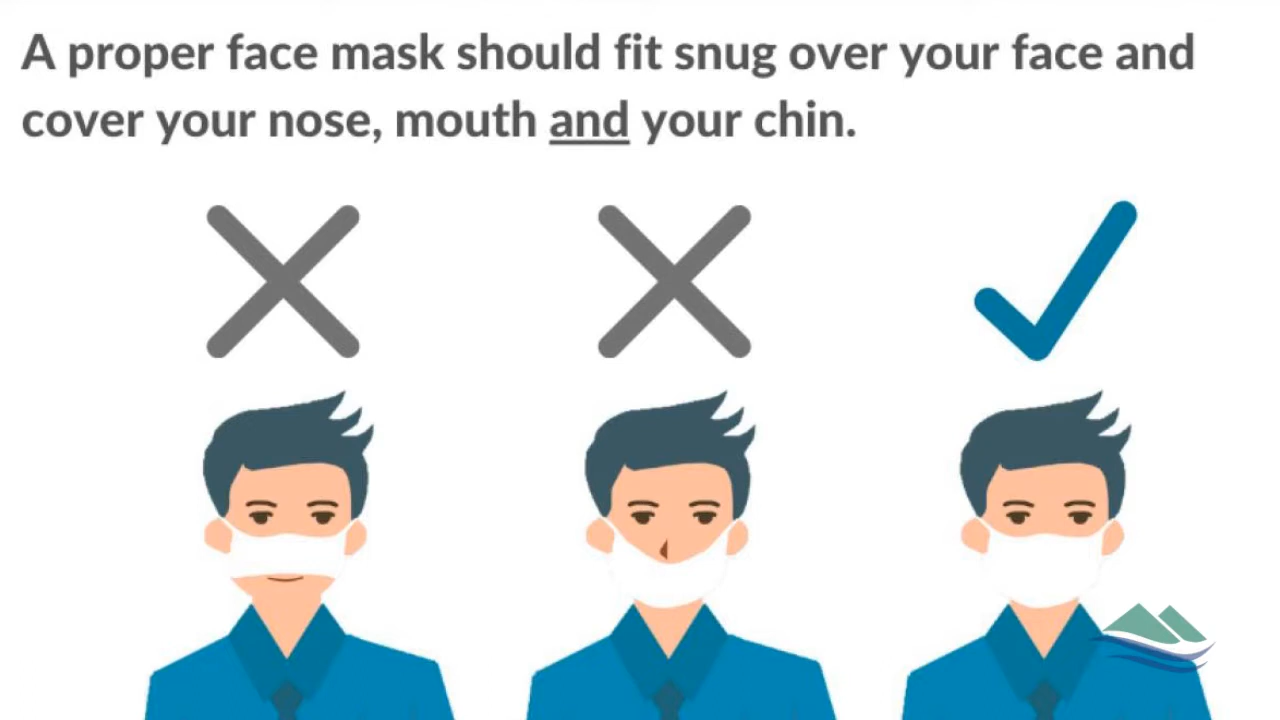 A proper face mask should fit snug over your face and
cover your nose, mouth and your chin.